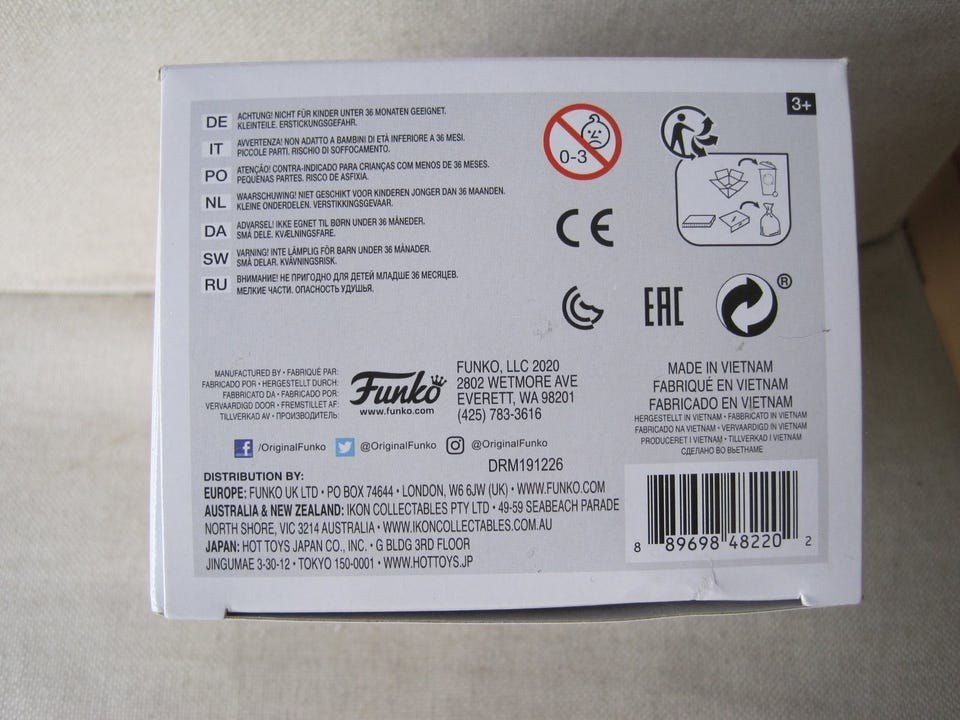 DE ACHTUNG! NICHT FÜR KINDER UNTER 36 MONATEN GEEIGNET.
KLEINTEILE. ERSTICKUNGSGEFAHR.
IT AVVERTENZA! NON ADATTO A BAMBINI DI ETÀ INFERIORE A 36 MESI.
PICCOLE PARTI. RISCHIO DI SOFFOCAMENTO.
PO ATENÇÃO! CONTRA-INDICADO PARA CRIANÇAS COM MENOS DE 36 MESES.
PEQUENAS PARTES. RISCO DE ASFIXIA.
NL WAARSCHUWING! NIET GESCHIKT VOOR KINDEREN JONGER DAN 36 MAANDEN.
KLEINE ONDERDELEN. VERSTIKKINGSGEVAAR.
DA ADVARSEL! IKKE EGNET TIL BØRN UNDER 36 MÅNEDER.
SMÅ DELE. KVÆLNINGSFARE.
SW VARNING! INTE LÄMPLIG FÖR BARN UNDER 36 MÅNADER.
SMÅ DELAR. KVÄVNINGSRISK.
RU ВНИМАНИЕ! НЕ ПРИГОДНО ДЛЯ ДЕТЕЙ МЛАДШЕ 36 МЕСЯЦЕВ.
МЕЛКИЕ ЧАСТИ. ОПАСНОСТЬ УДУШЬЯ.
0-3
3+
CE
EAC
®
MANUFACTURED BY • FABRIQUÉ PAR:
FABRICADO POR • HERGESTELLT DURCH:
FABBRICATO DA • FABRICADO POR:
VERVAARDIGD DOOR • FREMSTILLET AF:
TILLVERKAD AV • ПРОИЗВОДИТЕЛЬ:
Funko
www.funko.com
FUNKO, LLC 2020
2802 WETMORE AVE
EVERETT, WA 98201
(425) 783-3616
MADE IN VIETNAM
FABRIQUÉ EN VIETNAM
FABRICADO EN VIETNAM
HERGESTELLT IN VIETNAM • FABBRICATO IN VIETNAM
FABRICADO NA VIETNAM • VERVAARDIGD IN VIETNAM
PRODUCERET I VIETNAM • TILLVERKAD I VIETNAM
СДЕЛАНО ВО ВЬЕТНАМЕ
f /OriginalFunko @OriginalFunko @OriginalFunko
DRM191226
DISTRIBUTION BY:
EUROPE: FUNKO UK LTD • PO BOX 74644 • LONDON, W6 6JW (UK) • WWW.FUNKO.COM
AUSTRALIA & NEW ZEALAND: IKON COLLECTABLES PTY LTD • 49-59 SEABEACH PARADE
NORTH SHORE, VIC 3214 AUSTRALIA • WWW.IKONCOLLECTABLES.COM.AU
JAPAN: HOT TOYS JAPAN CO., INC. • G BLDG 3RD FLOOR
JINGUMAE 3-30-12 • TOKYO 150-0001 • WWW.HOTTOYS.JP
8 89698 48220 2